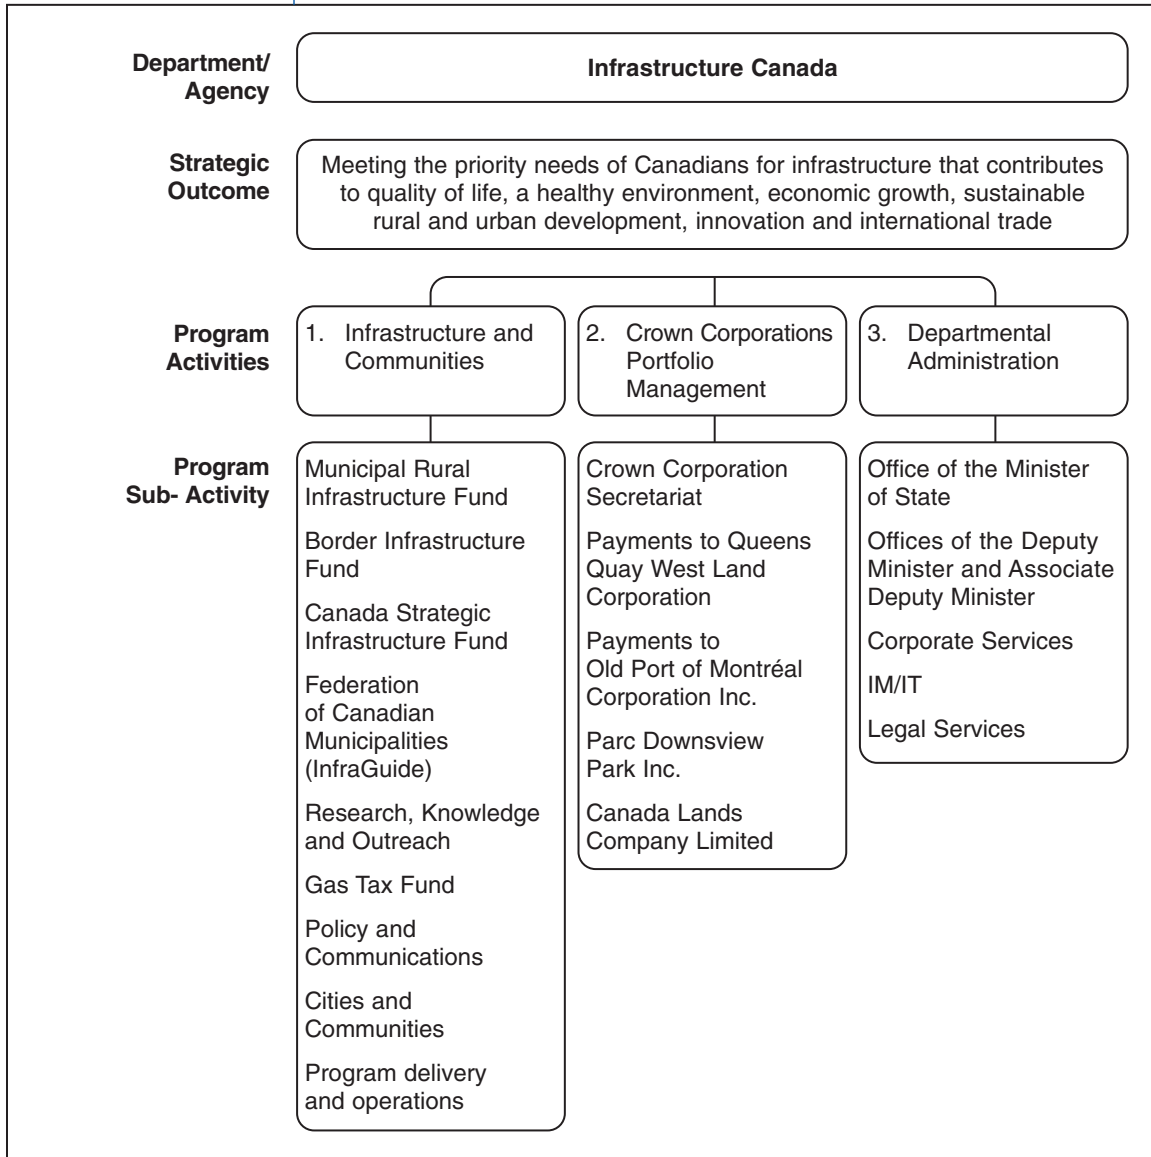 Department/
Agency
Infrastructure Canada
Strategic
Outcome
Meeting the priority needs of Canadians for infrastructure that contributes
to quality of life, a healthy environment, economic growth, sustainable
rural and urban development, innovation and international trade
Program
Activities
1. Infrastructure and
Communities
2. Crown Corporations
Portfolio
Management
3. Departmental
Administration
Program
Sub- Activity
Municipal Rural
Infrastructure Fund
Border Infrastructure
Fund
Canada Strategic
Infrastructure Fund
Federation
of Canadian
Municipalities
(InfraGuide)
Research, Knowledge
and Outreach
Gas Tax Fund
Policy and
Communications
Cities and
Communities
Program delivery
and operations
Crown Corporation
Secretariat
Payments to Queens
Quay West Land
Corporation
Payments to
Old Port of Montréal
Corporation Inc.
Parc Downsview
Park Inc.
Canada Lands
Company Limited
Office of the Minister
of State
Offices of the Deputy
Minister and Associate
Deputy Minister
Corporate Services
IM/IT
Legal Services